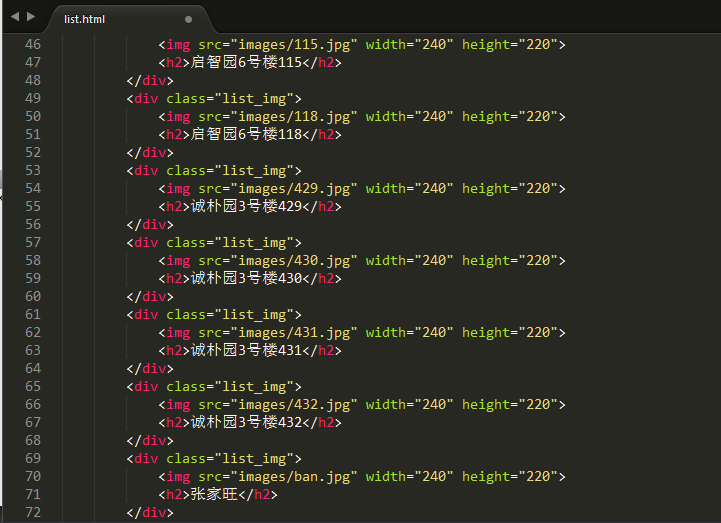 list.html
46 <img src="images/115.jpg" width="240" height="220">
47 <h2>启智园6号楼115</h2>
48 </div>
49 <div class="list_img">
50 <img src="images/118.jpg" width="240" height="220">
51 <h2>启智园6号楼118</h2>
52 </div>
53 <div class="list_img">
54 <img src="images/429.jpg" width="240" height="220">
55 <h2>诚朴园3号楼429</h2>
56 </div>
57 <div class="list_img">
58 <img src="images/430.jpg" width="240" height="220">
59 <h2>诚朴园3号楼430</h2>
60 </div>
61 <div class="list_img">
62 <img src="images/431.jpg" width="240" height="220">
63 <h2>诚朴园3号楼431</h2>
64 </div>
65 <div class="list_img">
66 <img src="images/432.jpg" width="240" height="220">
67 <h2>诚朴园3号楼432</h2>
68 </div>
69 <div class="list_img">
70 <img src="images/ban.jpg" width="240" height="220">
71 <h2>张家旺</h2>
72 </div>